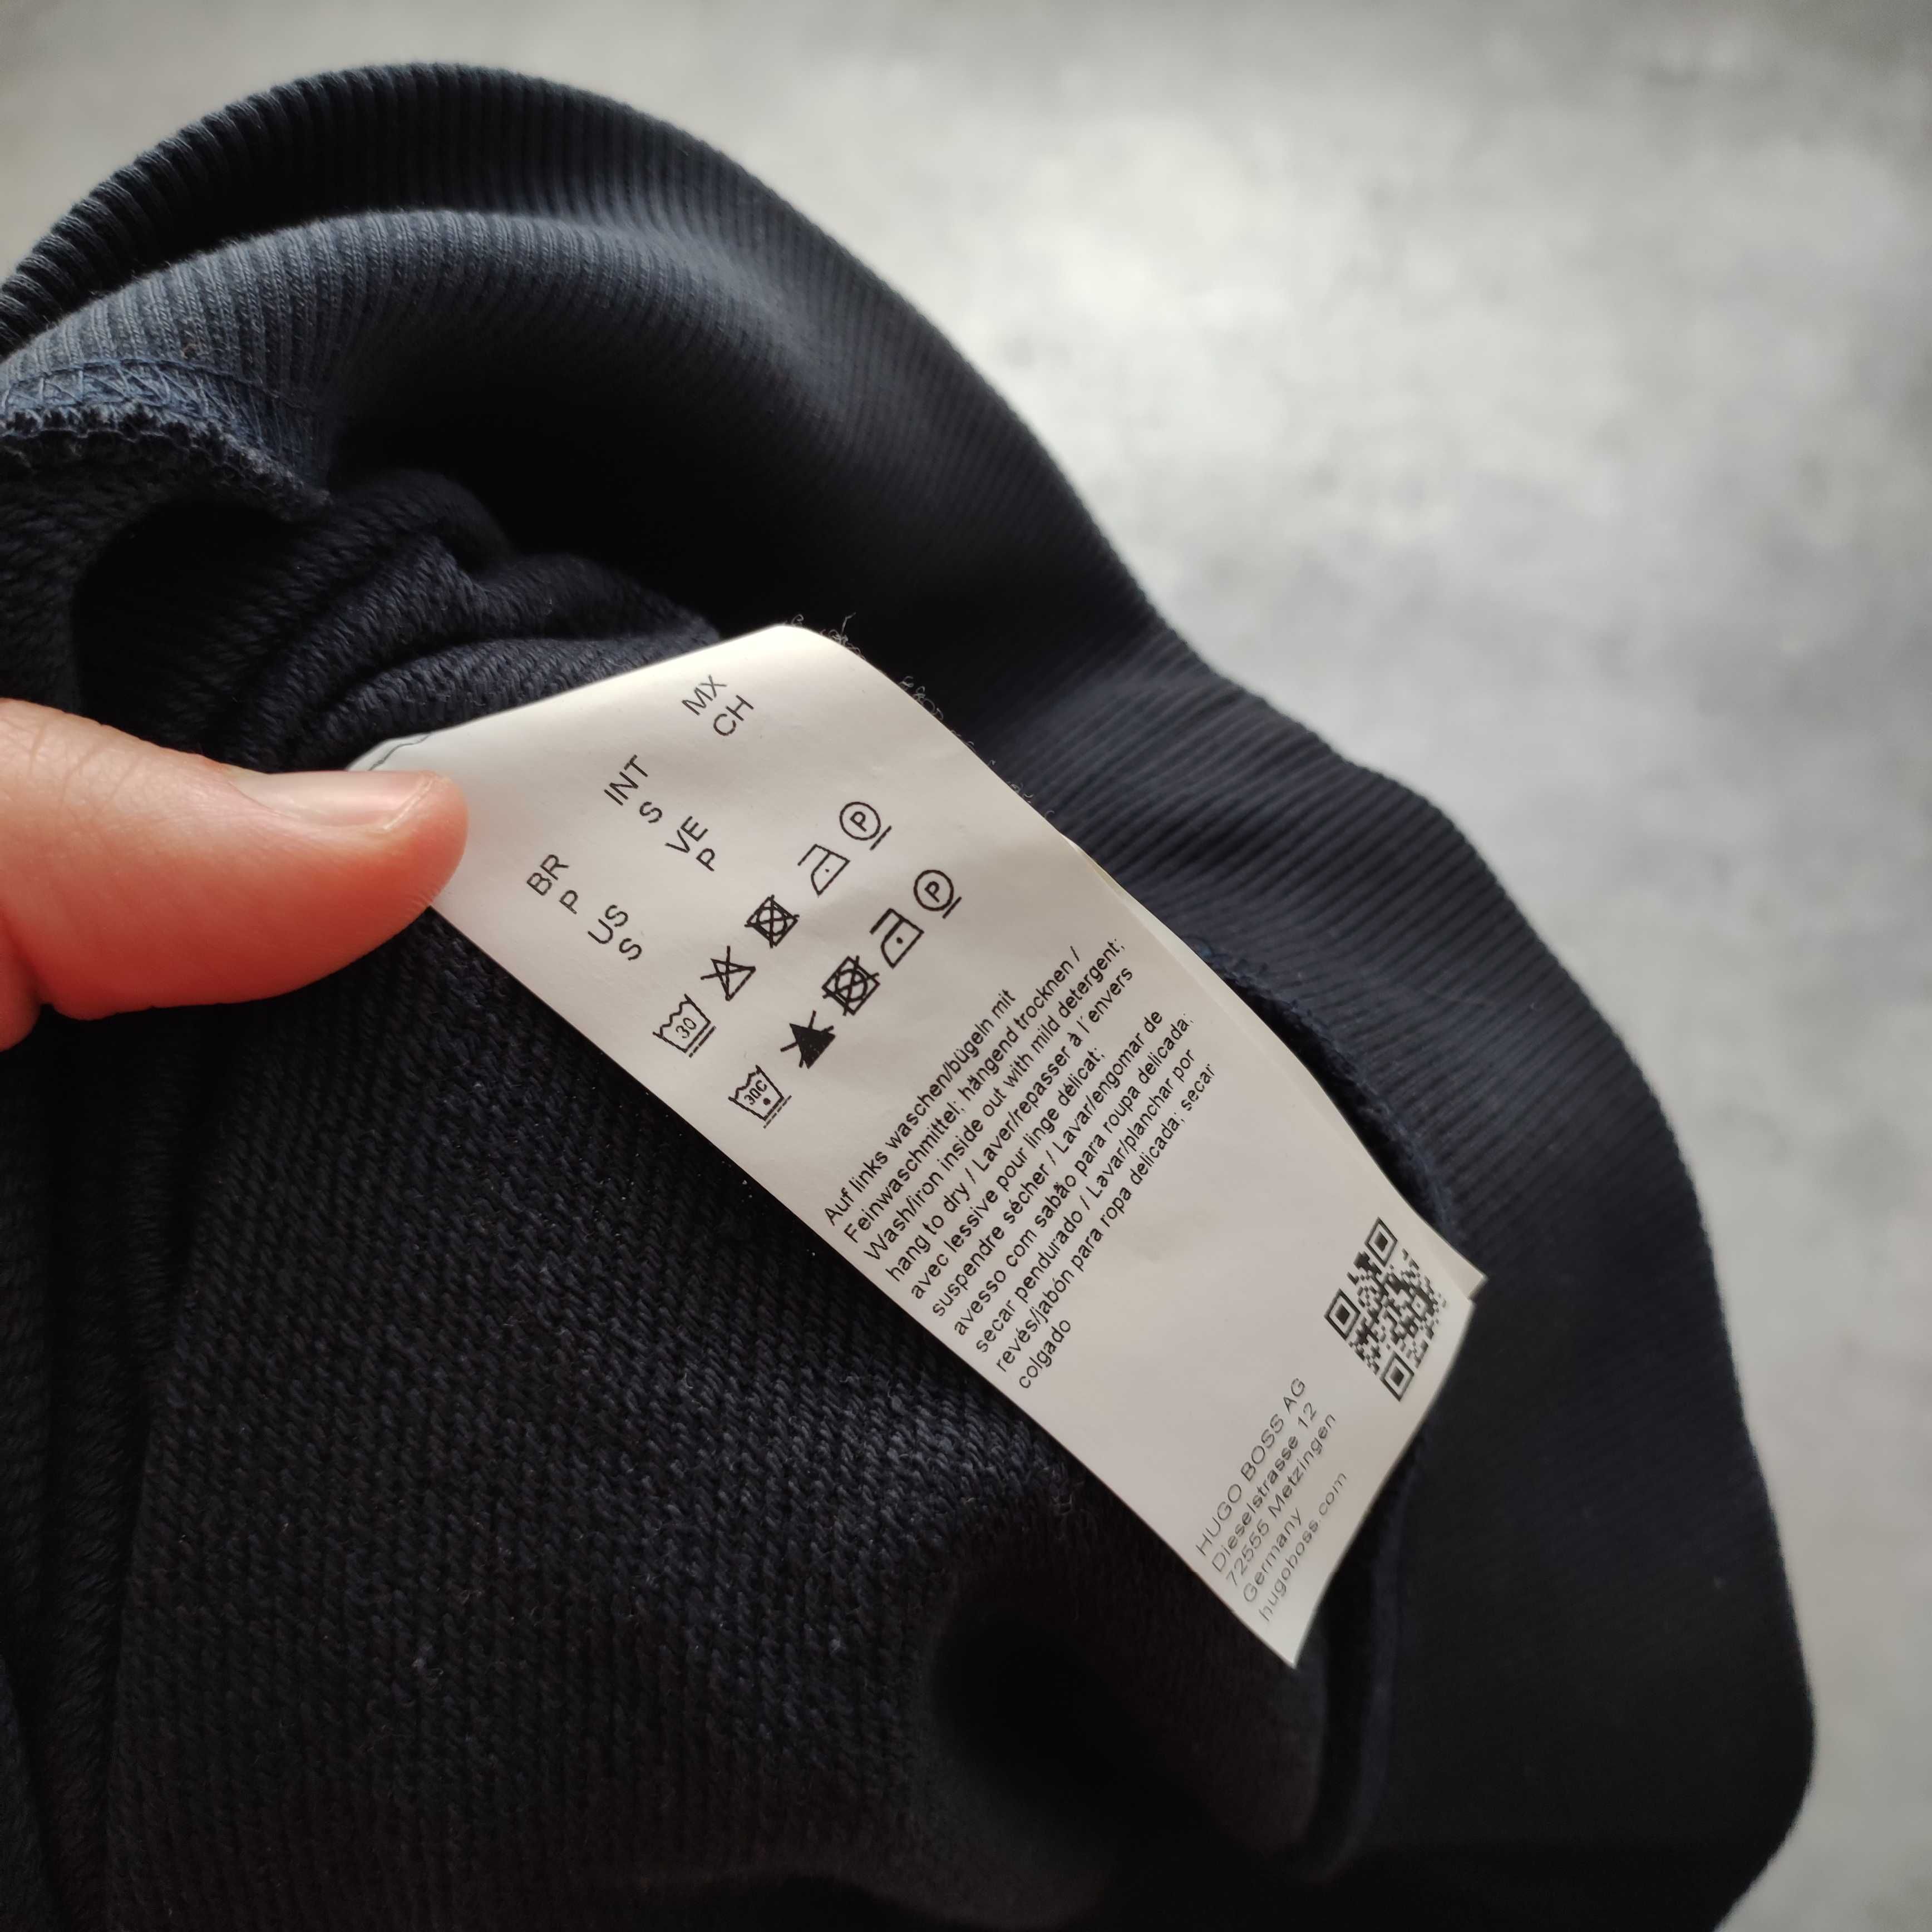 BR INT MX
P S CH
US VE
S P
30 P
30C P
Auf links waschen/bügeln mit
Feinwaschmittel; hängend trocknen /
Wash/iron inside out with mild detergent;
hang to dry / Laver/repasser à l´envers
avec lessive pour linge délicat;
suspendre sécher / Lavar/engomar de
avesso com sabão para roupa delicada;
secar pendurado / Lavar/planchar por
revés/jabón para ropa delicada; secar
colgado
HUGO BOSS AG
Dieselstrasse 12
72555 Metzingen
Germany
hugoboss.com